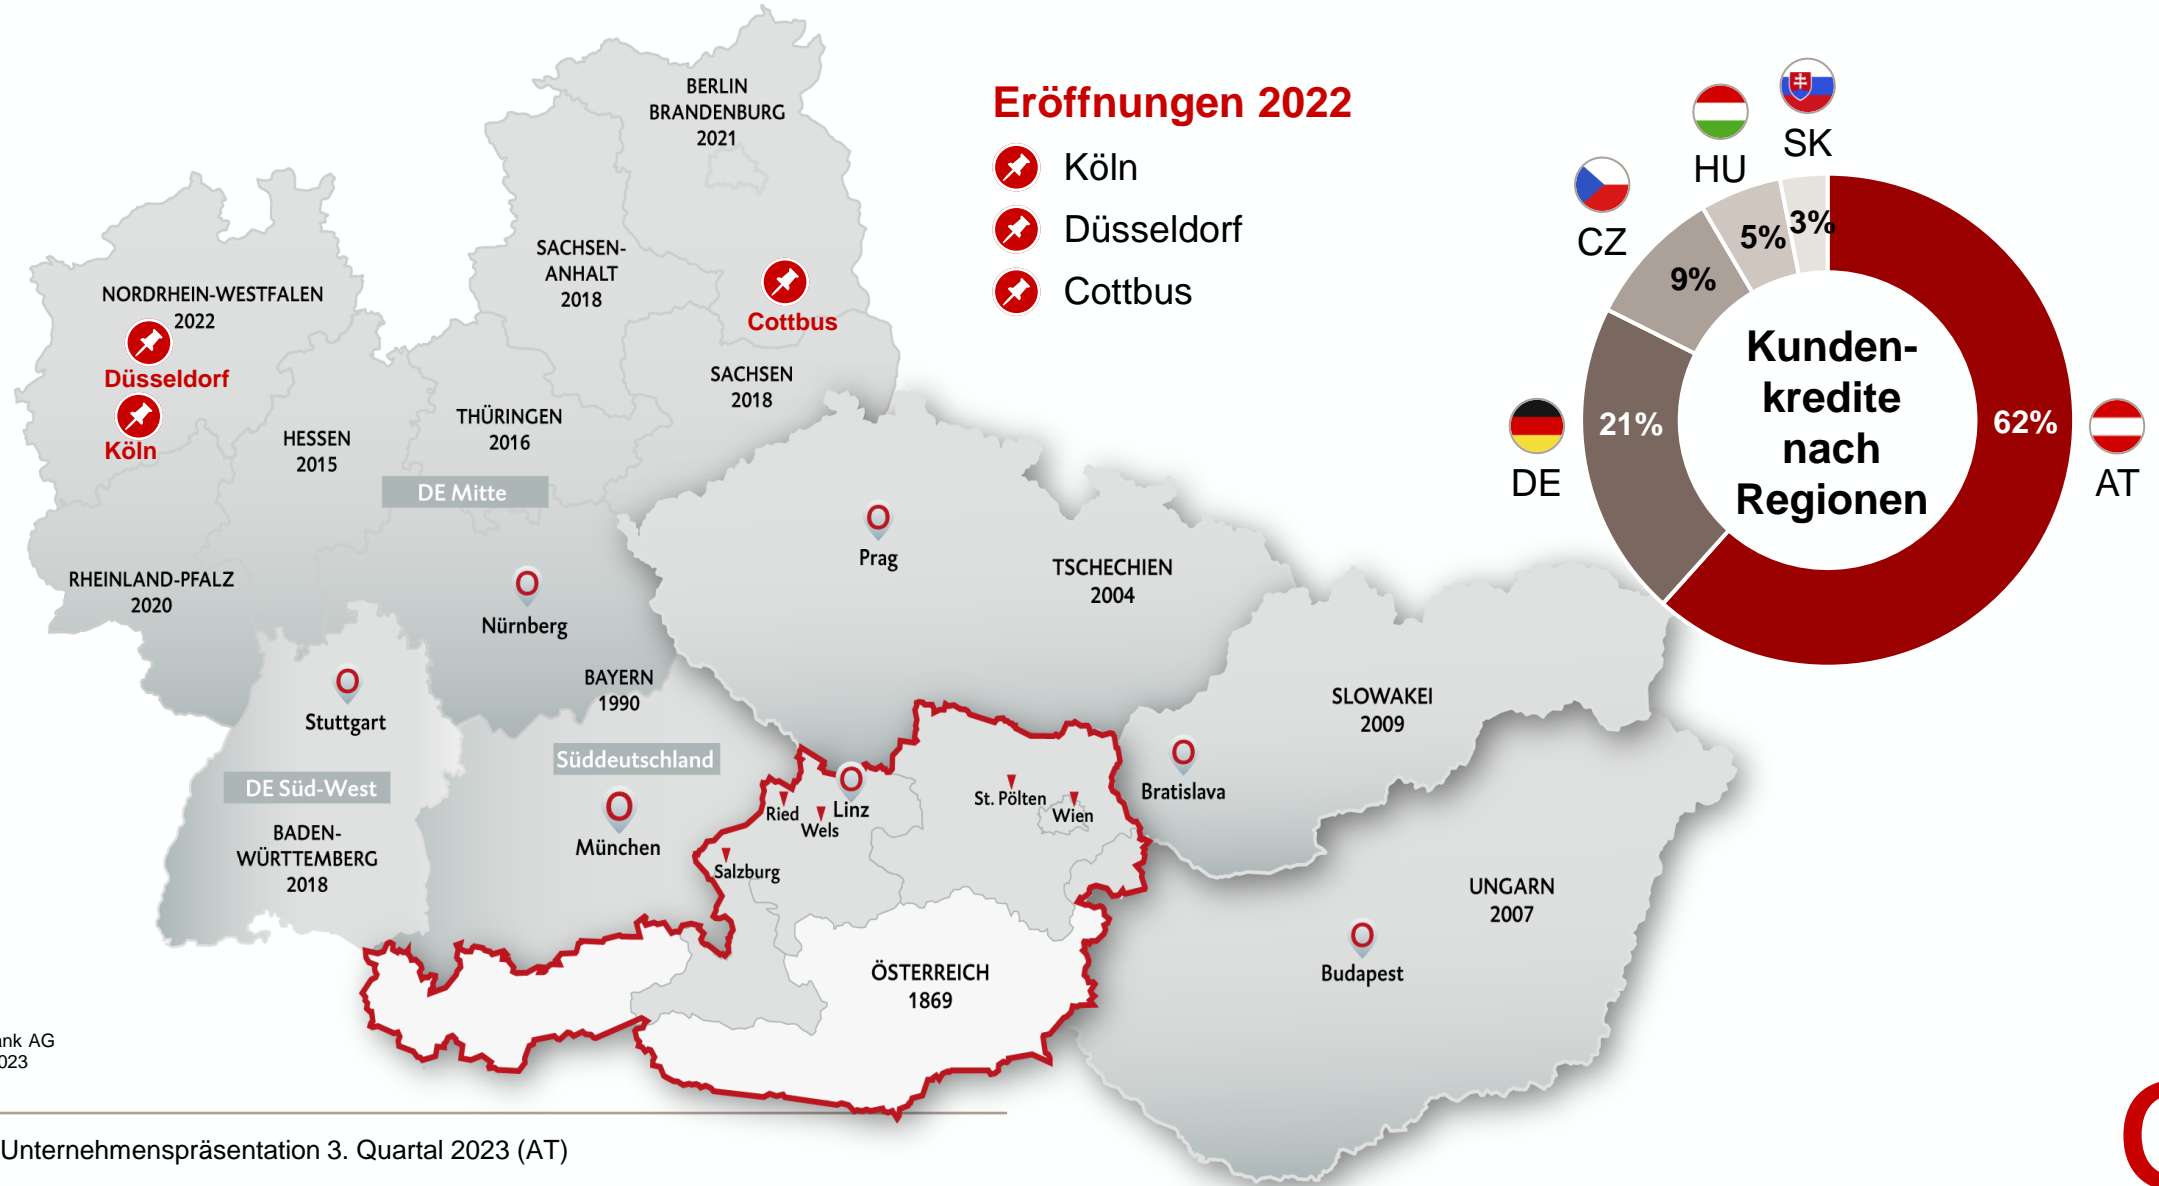 BERLIN
BRANDENBURG
2021
SACHSEN-
ANHALT
2018
NORDRHEIN-WESTFALEN
2022
Düsseldorf
Köln
Cottbus
SACHSEN
2018
THÜRINGEN
2016
HESSEN
2015
DE Mitte
RHEINLAND-PFALZ
2020
Nürnberg
BAYERN
1990
Stuttgart
DE Süd-West
BADEN-
WÜRTTEMBERG
2018
Süddeutschland
München
Prag
TSCHECHIEN
2004
SLOWAKEI
2009
Bratislava
UNGARN
2007
Budapest
Ried
Wels
Linz
St. Pölten
Wien
Salzburg
ÖSTERREICH
1869
Eröffnungen 2022
Köln
Düsseldorf
Cottbus
SK
HU
CZ
DE
AT
3%
5%
9%
21%
62%
Kunden-
kredite
nach
Regionen
AG
Unternehmenspräsentation 3. Quartal 2023 (AT)